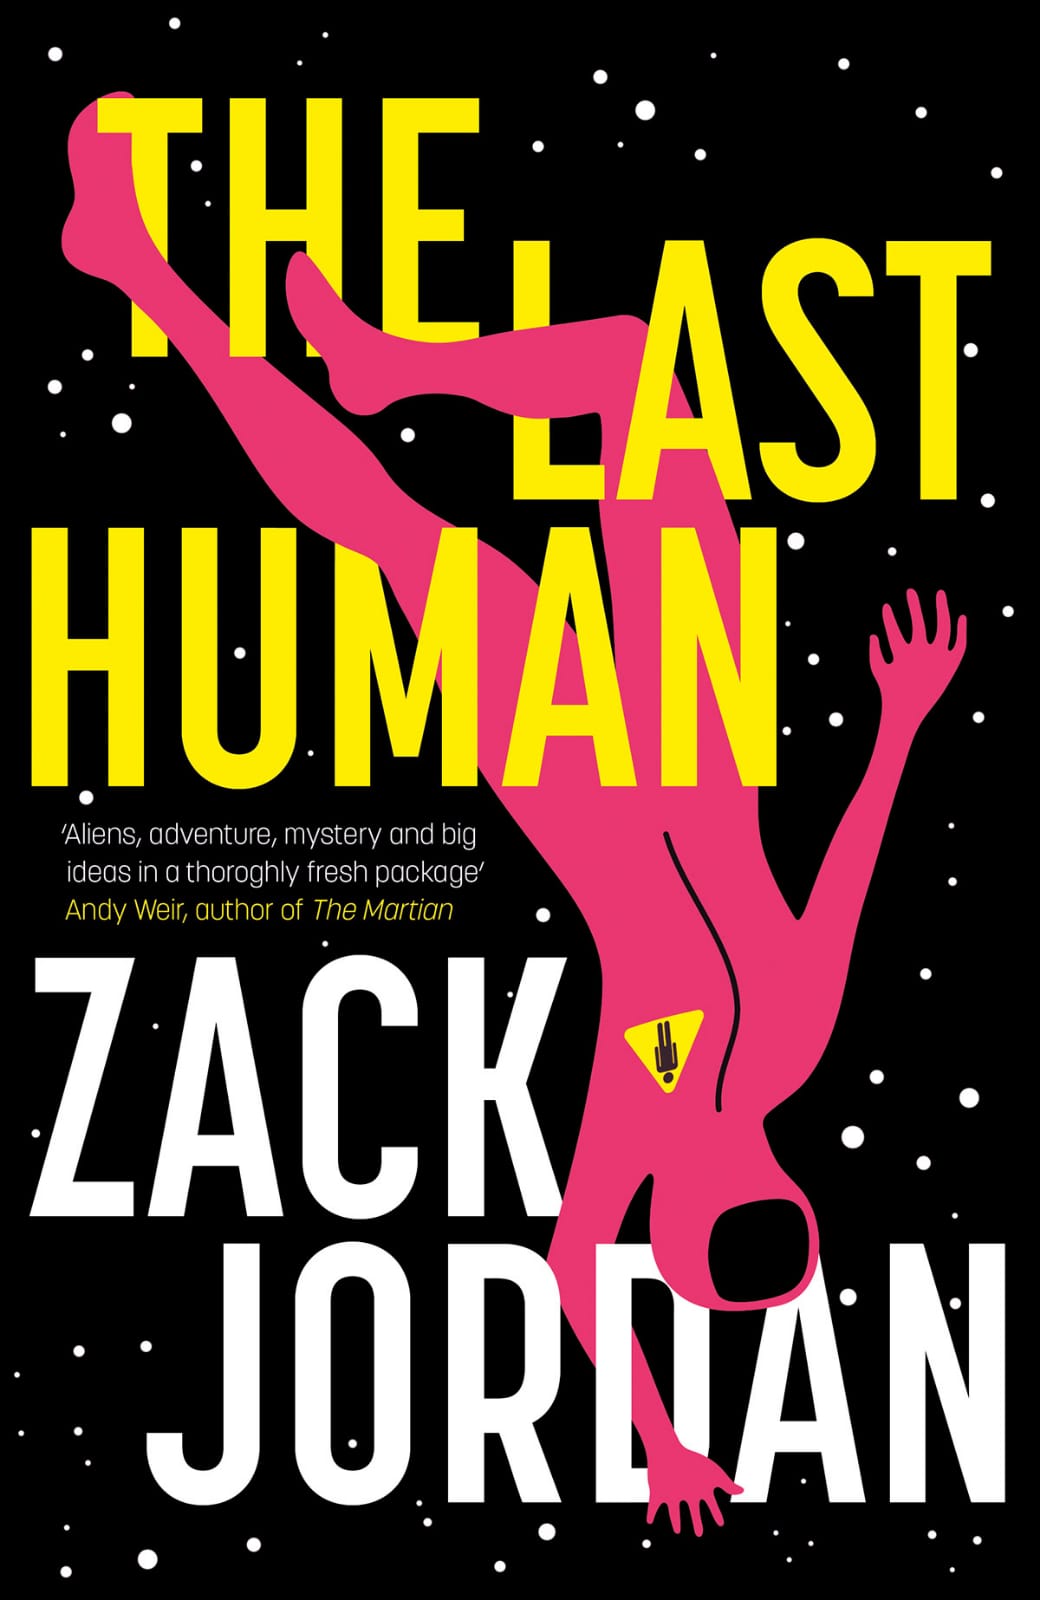 THE
LAST
HUMAN
‘Aliens, adventure, mystery and big
ideas in a thoroghly fresh package’
Andy Weir, author of The Martian
ZACK
JORDAN